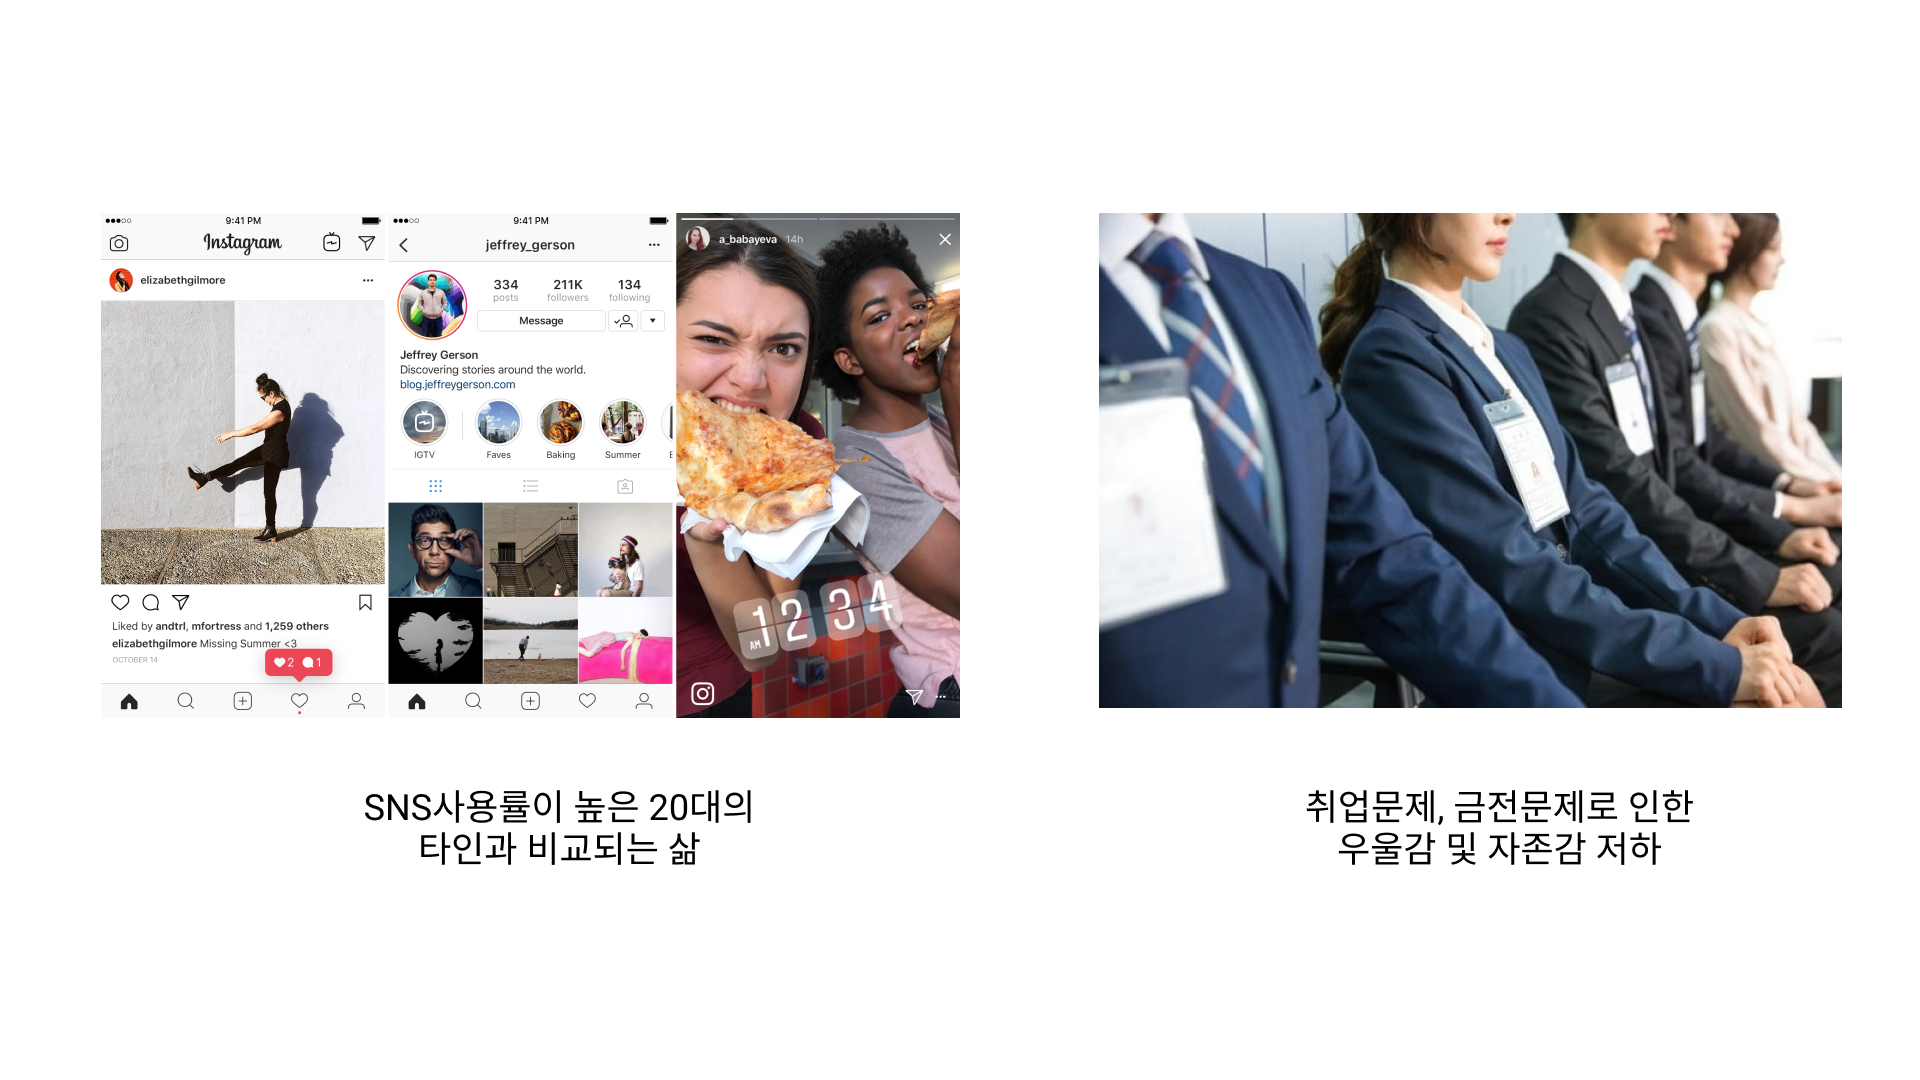 9:41 PM
Instagram
elizabethgilmore
Liked by andtrl, mfortress and 1,259 others
elizabethgilmore Missing Summer <3
OCTOBER 14
2 1
9:41 PM
jeffrey_gerson
334 211K 134
posts followers following
Message
Jeffrey Gerson
Discovering stories around the world.
blog.jeffreygerson.com
IGTV Faves Baking Summer
a_babayeva 14h
12 34
AM
SNS사용률이 높은 20대의
타인과 비교되는 삶
취업문제, 금전문제로 인한
우울감 및 자존감 저하